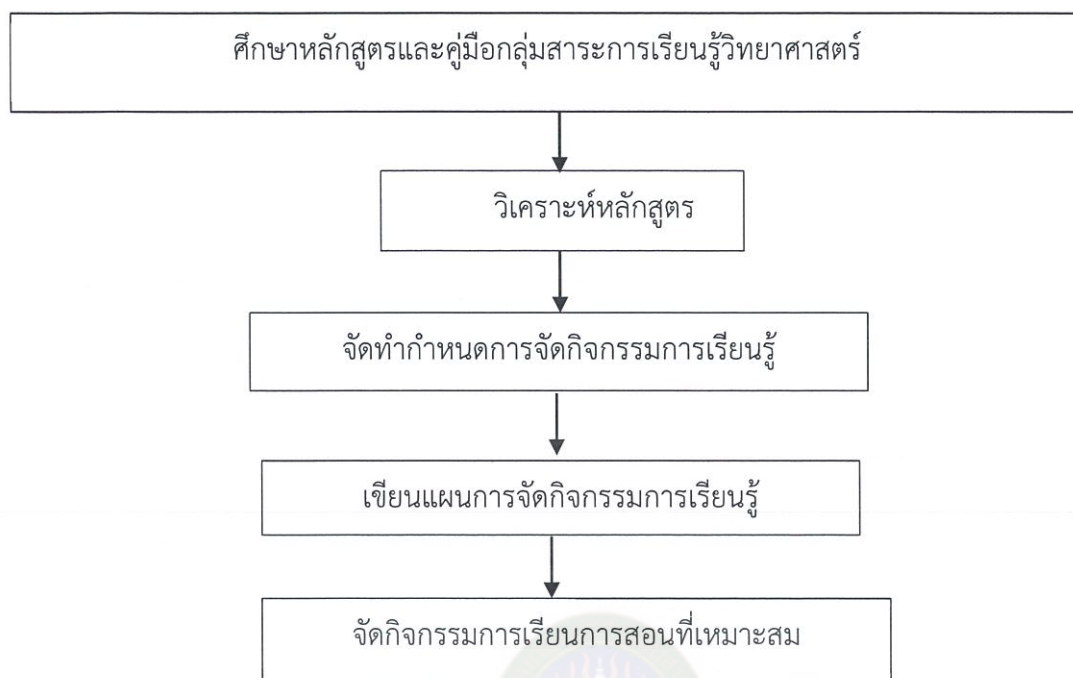 ศึกษาหลักสูตรและคู่มือกลุ่มสาระการเรียนรู้วิทยาศาสตร์
วิเคราะห์หลักสูตร
จัดทำกำหนดการจัดกิจกรรมการเรียนรู้
เขียนแผนการจัดกิจกรรมการเรียนรู้
จัดกิจกรรมการเรียนการสอนที่เหมาะสม